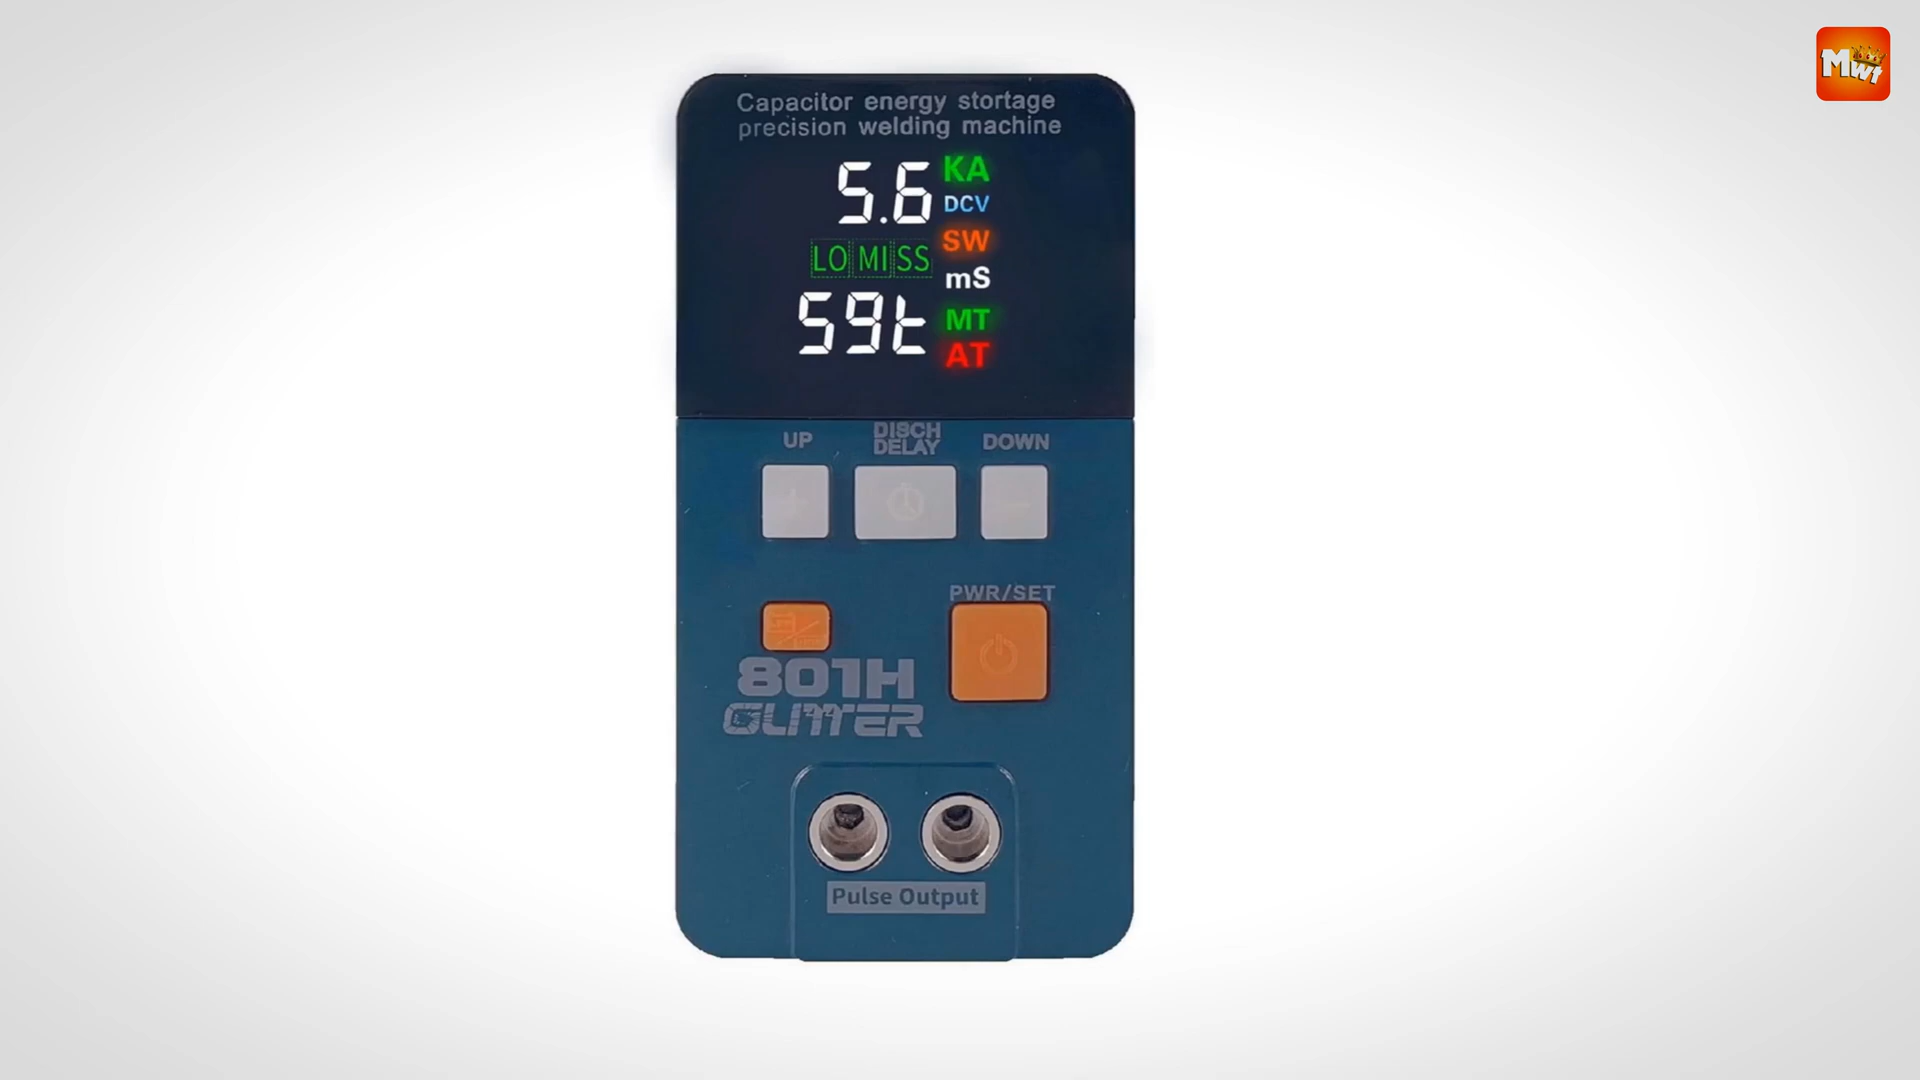 Mwt
Capacitor energy stortage
precision welding machine
5.6 KA
DCV
SW
LO MI SS
mS
59t MT
AT
UP
DISCH
DELAY
DOWN
PWR/SET
801H
GLITTER
Pulse Output